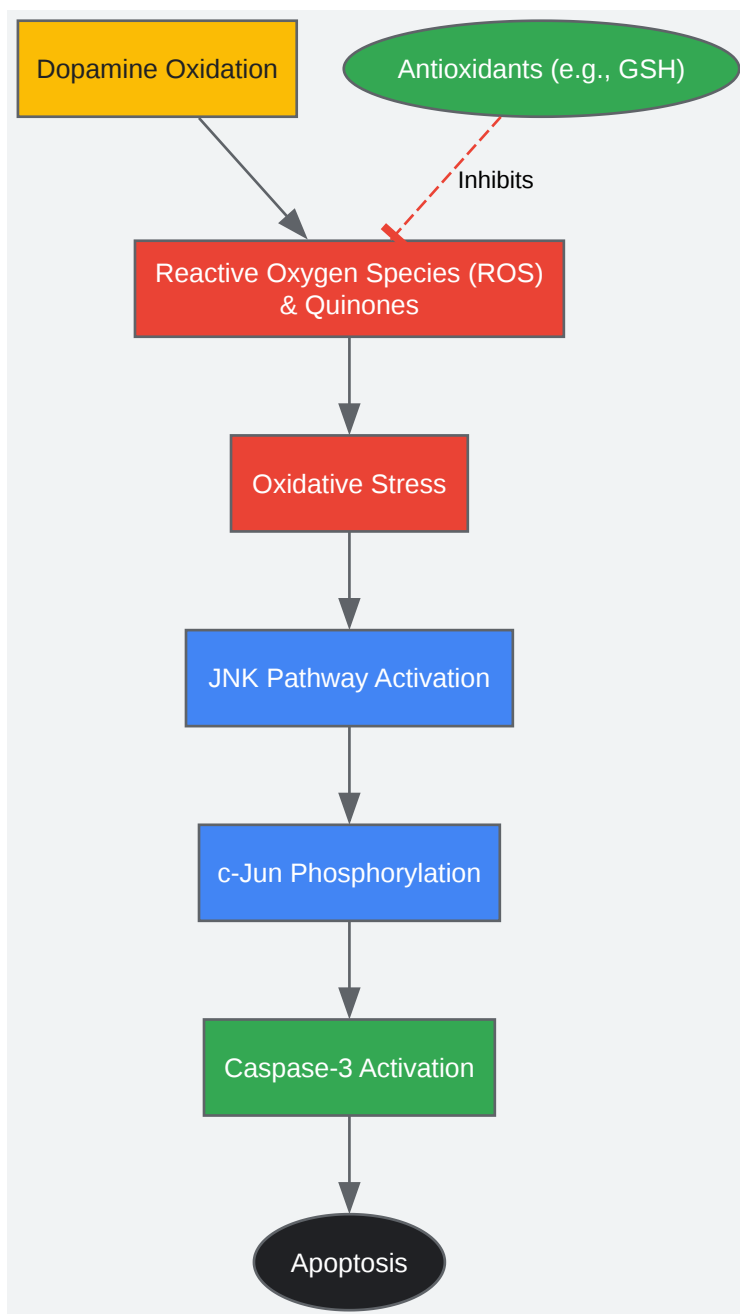 Dopamine Oxidation
Antioxidants (e.g., GSH)
Inhibits
Reactive Oxygen Species (ROS)
& Quinones
Oxidative Stress
JNK Pathway Activation
c-Jun Phosphorylation
Caspase-3 Activation
Apoptosis